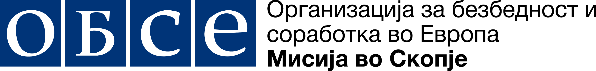 ОБСЕ
Организација за безбедност и
соработка во Европа
Мисија во Скопје